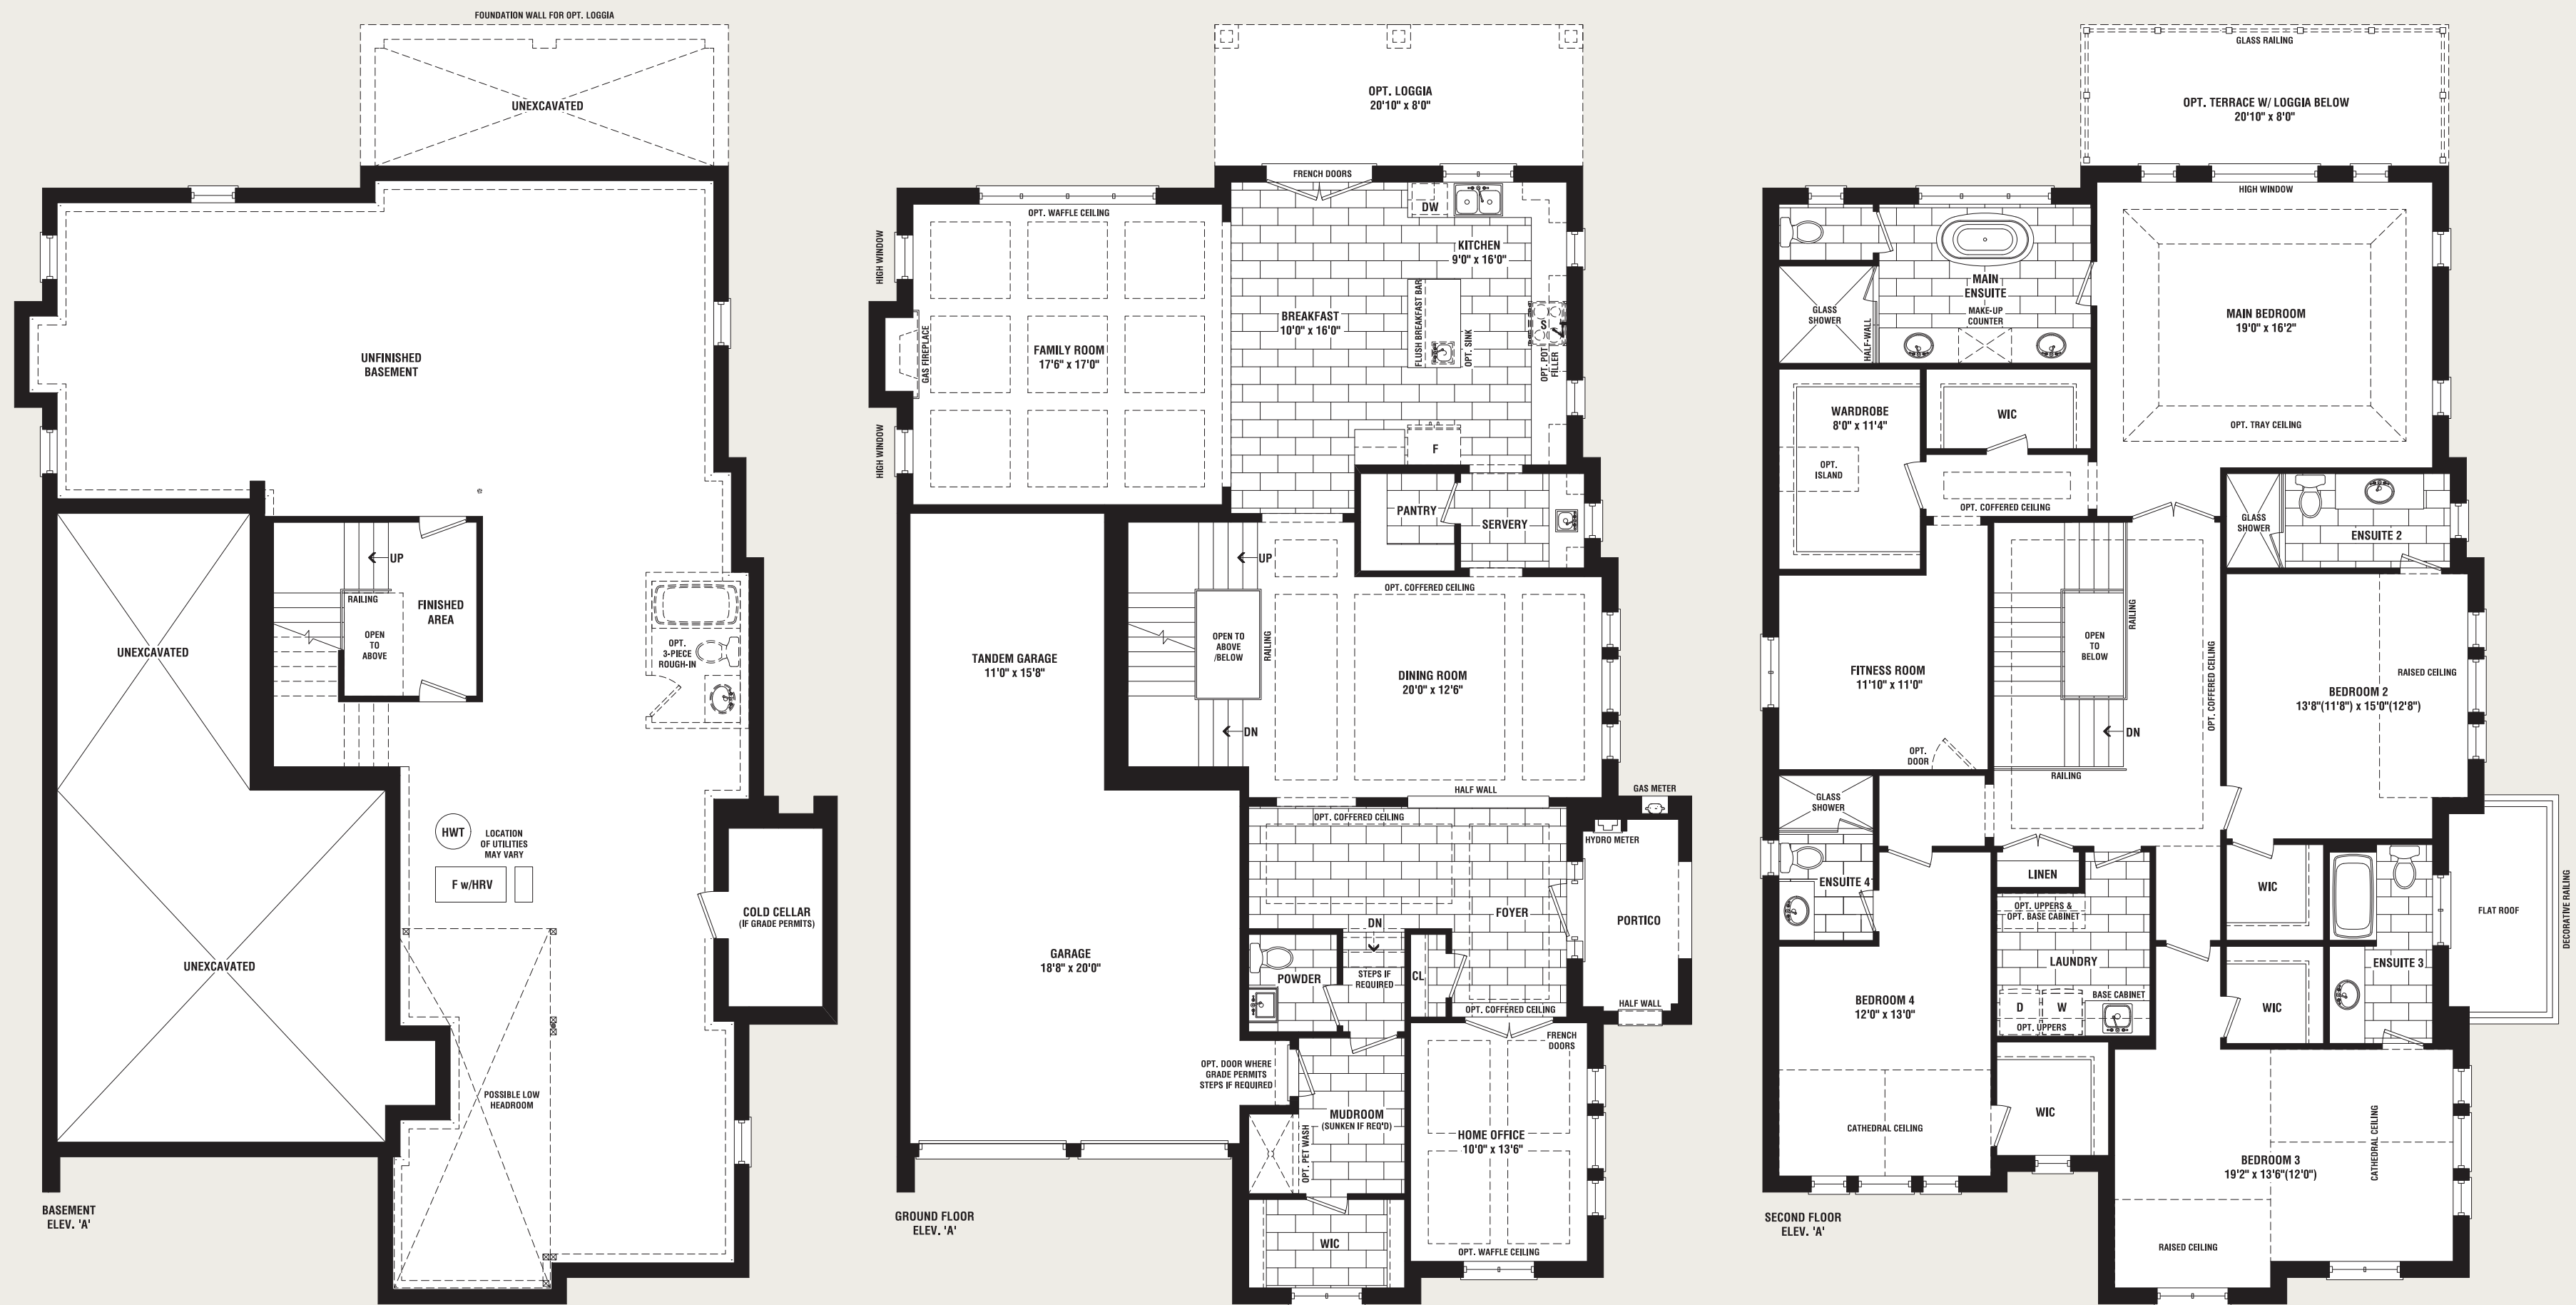 FOUNDATION WALL FOR OPT. LOGGIA
UNEXCAVATED
UNFINISHED
BASEMENT
UP
RAILING
FINISHED
AREA
OPEN
TO
ABOVE
UNEXCAVATED
OPT.
3-PIECE
ROUGH-IN
HWT
LOCATION
OF UTILITIES
MAY VARY
F w/HRV
COLD CELLAR
(IF GRADE PERMITS)
UNEXCAVATED
POSSIBLE LOW
HEADROOM
BASEMENT
ELEV. 'A'
OPT. LOGGIA
20'10" x 8'0"
FRENCH DOORS
OPT. WAFFLE CEILING
DW
HIGH WINDOW
KITCHEN
9'0" x 16'0"
GAS FIREPLACE
FAMILY ROOM
17'6" x 17'0"
BREAKFAST
10'0" x 16'0"
FLUSH BREAKFAST BAR
OPT. SINK
S
OPT. POT
FILLER
HIGH WINDOW
F
PANTRY
SERVERY
UP
OPT. COFFERED CEILING
OPEN TO
ABOVE
/BELOW
RAILING
TANDEM GARAGE
11'0" x 15'8"
DINING ROOM
20'0" x 12'6"
DN
HALF WALL
GAS METER
OPT. COFFERED CEILING
HYDRO METER
FOYER
PORTICO
DN
GARAGE
18'8" x 20'0"
POWDER
STEPS IF
REQUIRED
CL
OPT. COFFERED CEILING
HALF WALL
FRENCH
DOORS
OPT. DOOR WHERE
GRADE PERMITS
STEPS IF REQUIRED
MUDROOM
(SUNKEN IF REQ'D)
OPT. PET WASH
HOME OFFICE
10'0" x 13'6"
WIC
OPT. WAFFLE CEILING
GROUND FLOOR
ELEV. 'A'
GLASS RAILING
OPT. TERRACE W/ LOGGIA BELOW
20'10" x 8'0"
HIGH WINDOW
MAIN
ENSUITE
MAKE-UP
COUNTER
GLASS
SHOWER
HALF-WALL
MAIN BEDROOM
19'0" x 16'2"
OPT. TRAY CEILING
WARDROBE
8'0" x 11'4"
WIC
OPT.
ISLAND
OPT. COFFERED CEILING
GLASS
SHOWER
ENSUITE 2
RAILING
OPEN
TO
BELOW
OPT. COFFERED CEILING
FITNESS ROOM
11'10" x 11'0"
RAISED CEILING
BEDROOM 2
13'8"(11'8") x 15'0"(12'8")
DN
OPT.
DOOR
RAILING
GLASS
SHOWER
ENSUITE 4
LINEN
WIC
OPT. UPPERS &
OPT. BASE CABINET
FLAT ROOF
DECORATIVE RAILING
LAUNDRY
ENSUITE 3
BASE CABINET
BEDROOM 4
12'0" x 13'0"
D
W
OPT. UPPERS
WIC
WIC
CATHEDRAL CEILING
CATHEDRAL CEILING
BEDROOM 3
19'2" x 13'6"(12'0")
RAISED CEILING
SECOND FLOOR
ELEV. 'A'